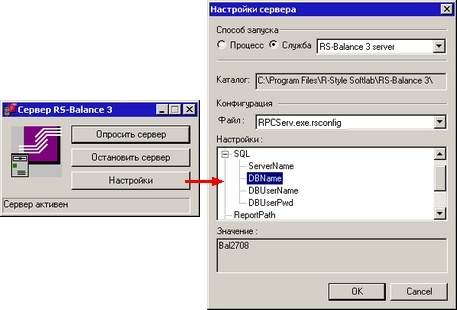 Сервер RS-Balance 3
Опросить сервер
Остановить сервер
Настройки
Сервер активен
Настройки сервера
Способ запуска
Процесс Служба RS-Balance 3 server
Каталог: C:\Program Files\R-Style Softlab\RS-Balance 3\
Конфигурация
Файл: RPCServ.exe.rsconfig
Настройки:
SQL
ServerName
DBName
DBUserName
DBUserPwd
ReportPath
Значение:
Bal2708
OK Cancel